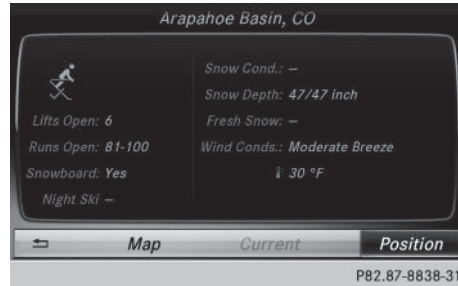 Arapahoe Basin, CO
Lifts Open: 6
Runs Open: 81-100
Snowboard: Yes
Night Ski –
Snow Cond.: –
Snow Depth: 47/47 inch
Fresh Snow: –
Wind Conds.: Moderate Breeze
30 °F
Map
Current
Position
P82.87-8838-31